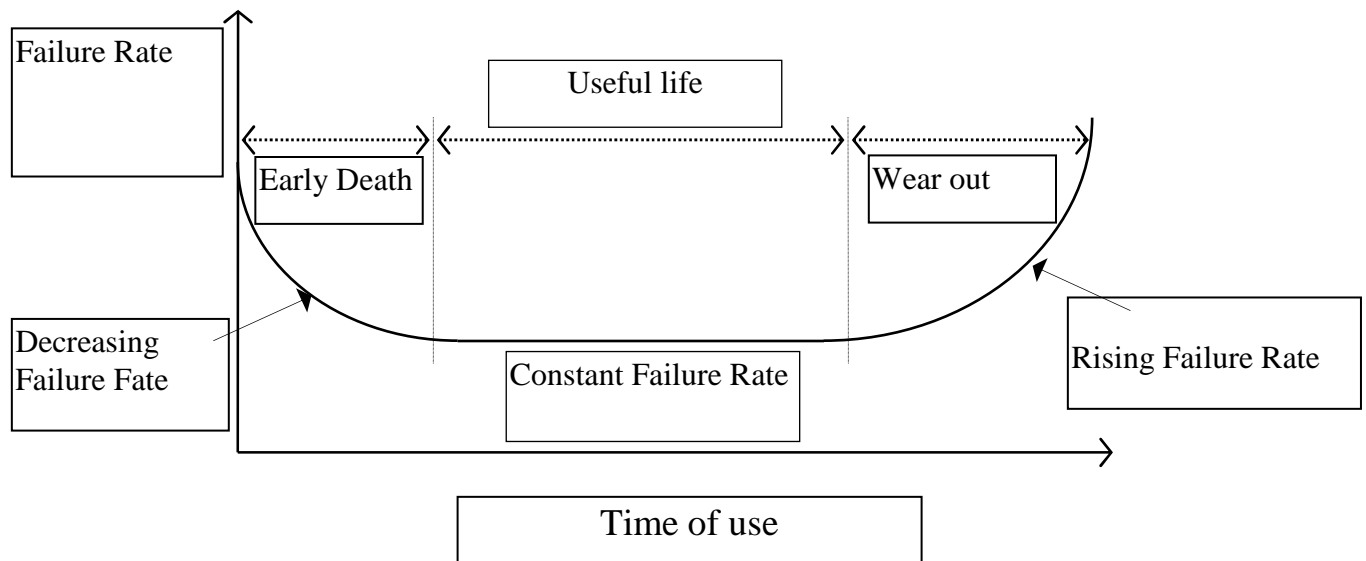 Failure Rate
Useful life
Early Death
Wear out
Decreasing
Failure Fate
Constant Failure Rate
Rising Failure Rate
Time of use